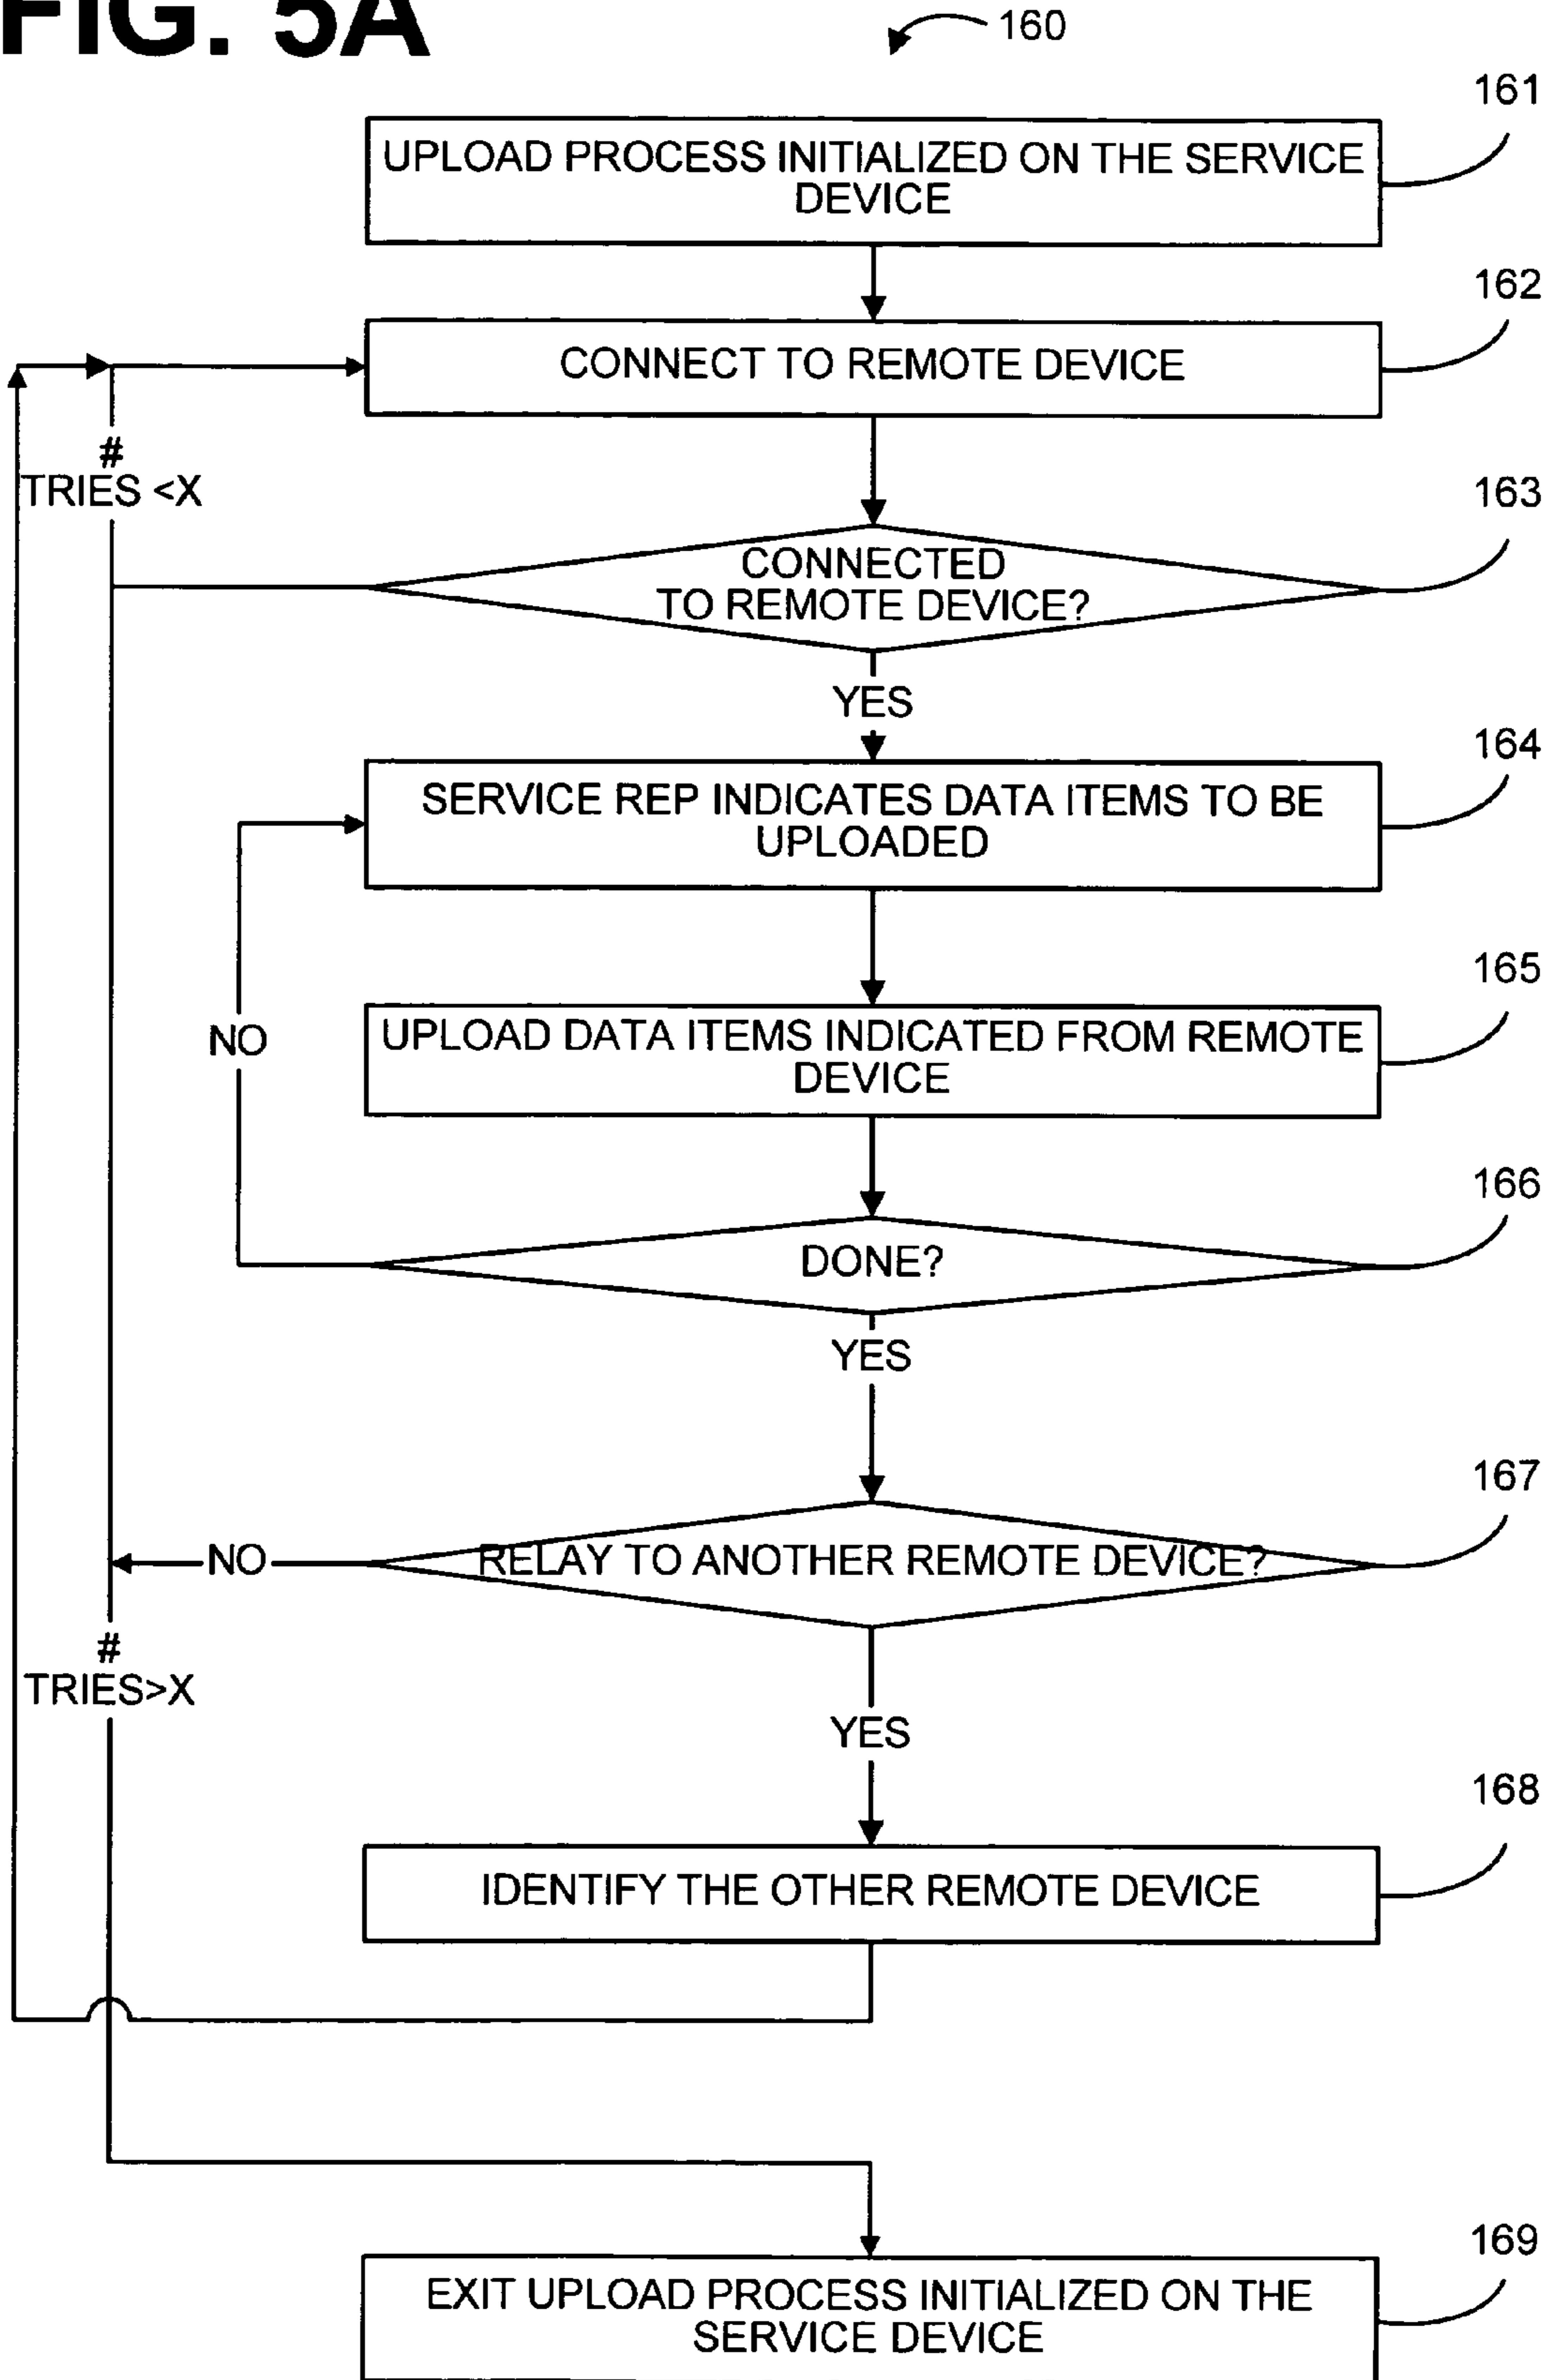 FIG. 5A
160
161
UPLOAD PROCESS INITIALIZED ON THE SERVICE
DEVICE
162
CONNECT TO REMOTE DEVICE
#
TRIES <X
163
CONNECTED
TO REMOTE DEVICE?
YES
164
SERVICE REP INDICATES DATA ITEMS TO BE
UPLOADED
165
NO
UPLOAD DATA ITEMS INDICATED FROM REMOTE
DEVICE
166
DONE?
YES
167
NO
RELAY TO ANOTHER REMOTE DEVICE?
#
TRIES>X
YES
168
IDENTIFY THE OTHER REMOTE DEVICE
169
EXIT UPLOAD PROCESS INITIALIZED ON THE
SERVICE DEVICE